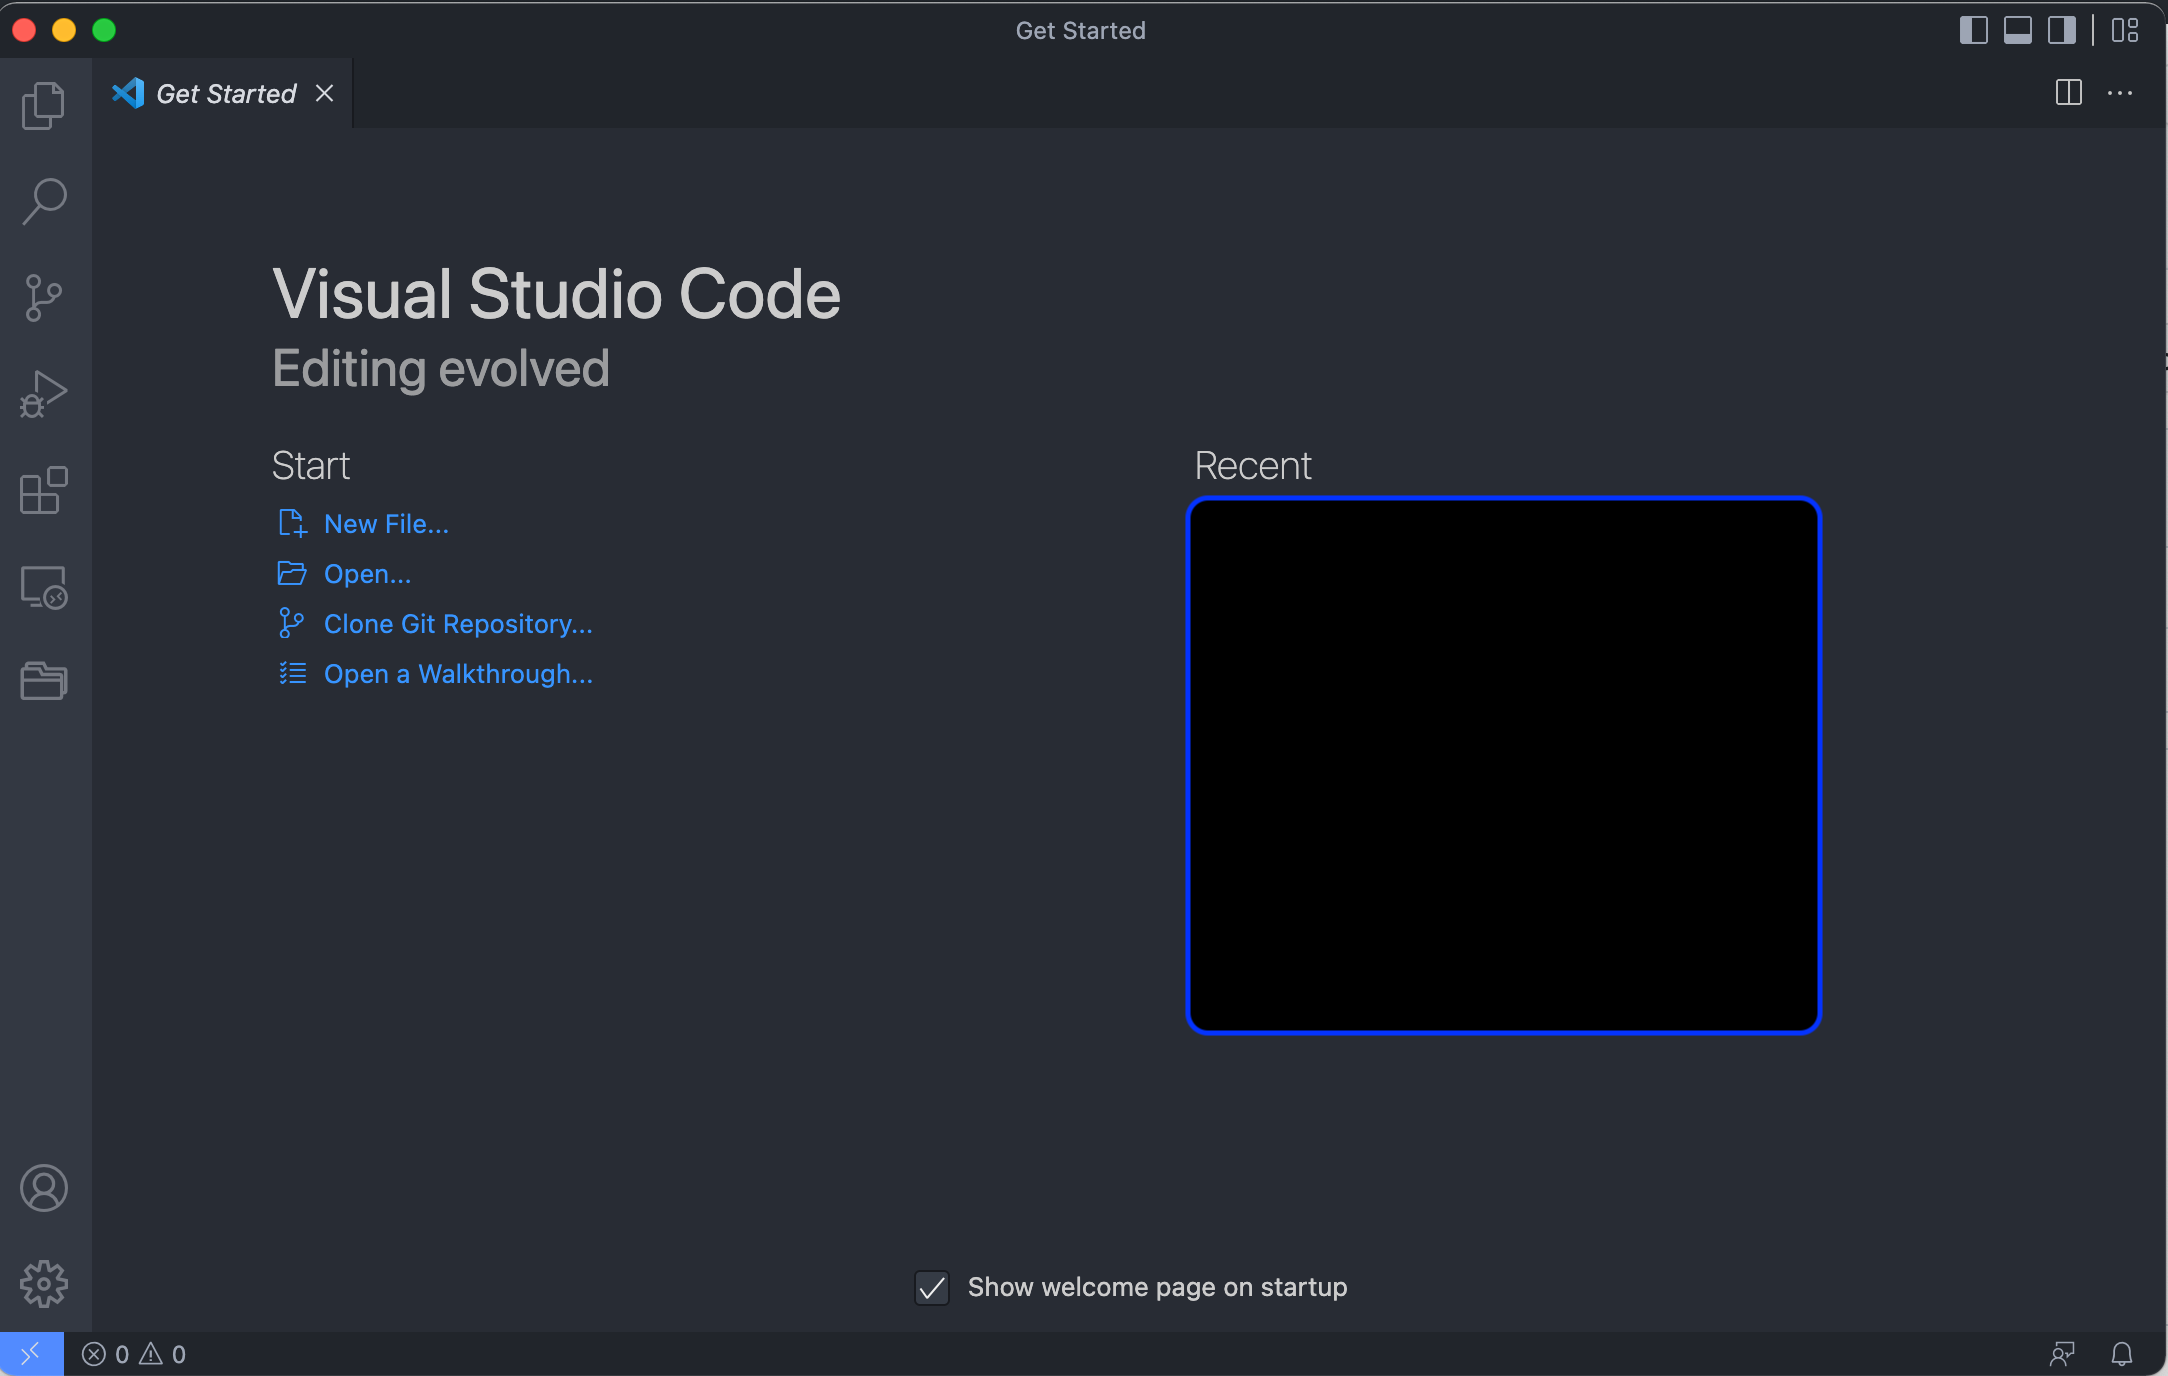 Get Started
Get Started
Visual Studio Code
Editing evolved
Start
New File...
Open...
Clone Git Repository...
Open a Walkthrough...
Recent
Show welcome page on startup
0 0